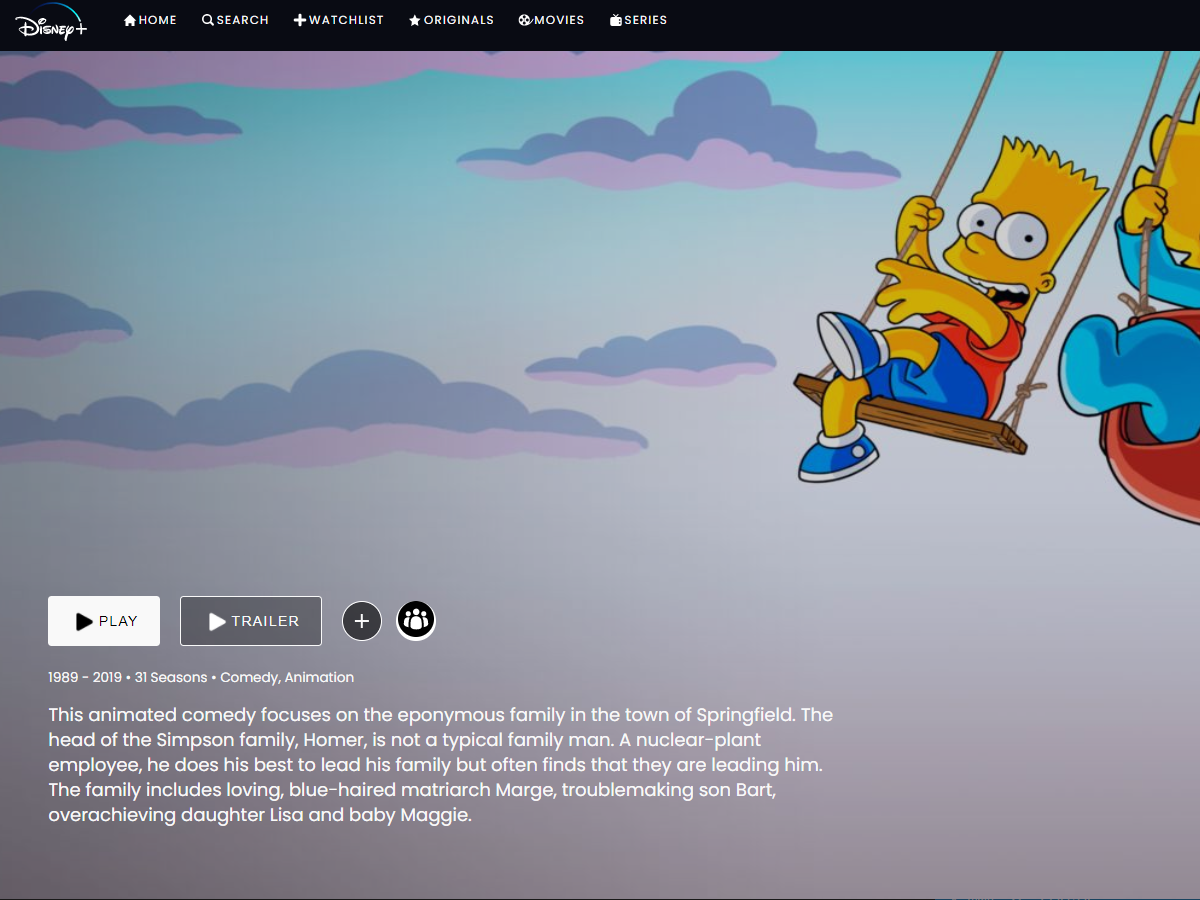 Disney+
HOME
SEARCH
WATCHLIST
ORIGINALS
MOVIES
SERIES
PLAY
TRAILER
1989 - 2019 • 31 Seasons • Comedy, Animation
This animated comedy focuses on the eponymous family in the town of Springfield. The
head of the Simpson family, Homer, is not a typical family man. A nuclear-plant
employee, he does his best to lead his family but often finds that they are leading him.
The family includes loving, blue-haired matriarch Marge, troublemaking son Bart,
overachieving daughter Lisa and baby Maggie.